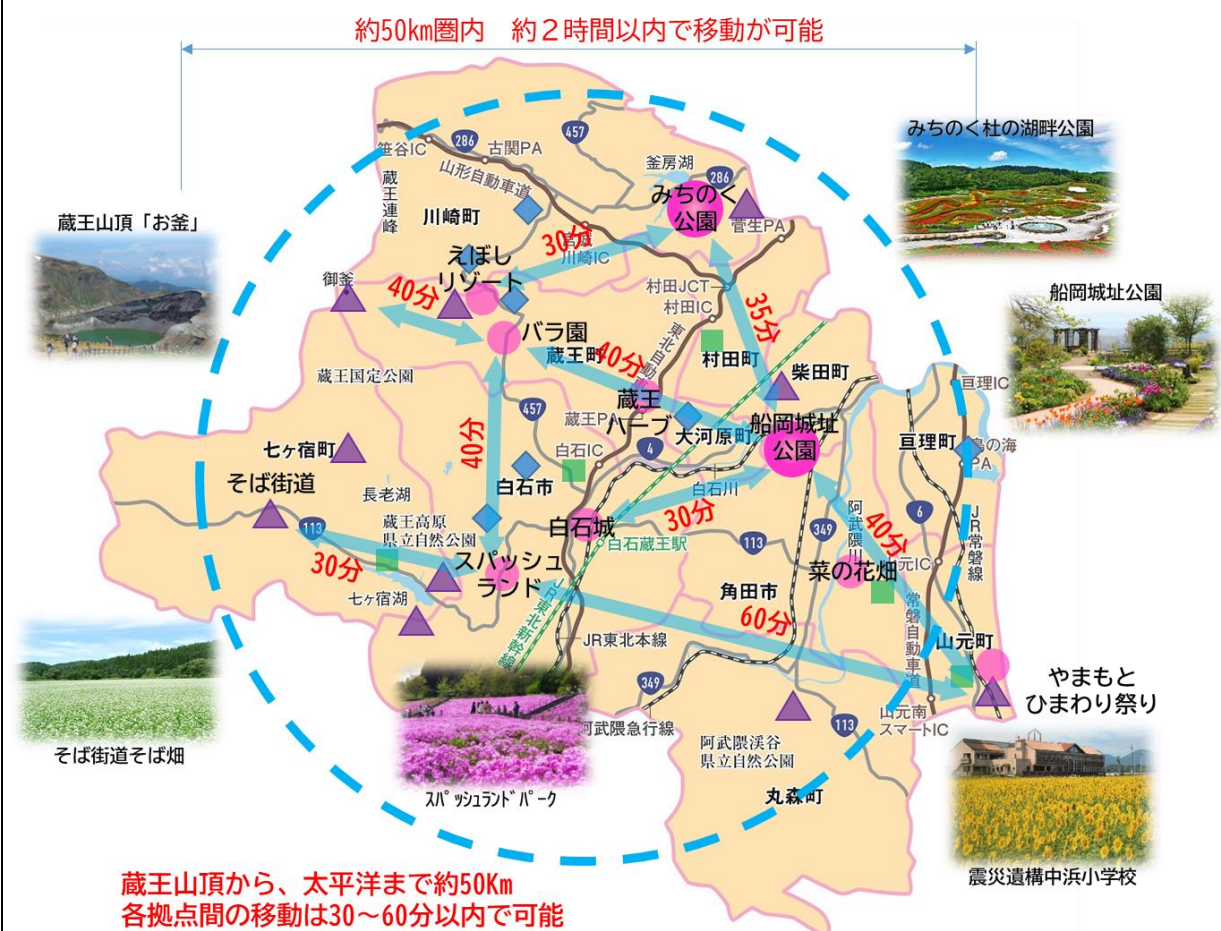 約50km圏内　約２時間以内で移動が可能
みちのく杜の湖畔公園
457
286
笹谷IC
古関PA
山形自動車道
釜房湖
286
蔵王連峰
みちのく
公園
川崎町
菅生PA
蔵王山頂「お釜」
30分
宮城
川崎IC
えぼし
リゾート
村田JCT
村田IC
御釜
40分
35分
船岡城址公園
バラ園
蔵王町
東北自動車
40分
村田町
柴田町
蔵王国定公園
亘理IC
457
蔵王PA
蔵王
ハーブ
大河原町
船岡城址
公園
亘理町
鳥の海
PA
七ヶ宿町
白石IC
4
40分
そば街道
白石市
白石川
長老湖
30分
349
阿武隈川
6
JR常磐線
113
蔵王高原
県立自然公園
白石城
白石蔵王駅
113
40分
山元IC
30分
スパッシュ
ランド
菜の花畑
角田市
七ヶ宿湖
60分
常磐自動車道
山元町
JR東北新幹線
JR東北本線
やまもと
ひまわり祭り
349
113
山元南
スマートIC
阿武隈急行線
阿武隈渓谷
県立自然公園
そば街道そば畑
丸森町
ｽﾊﾟｯｼｭﾗﾝﾄﾞﾊﾟｰｸ
震災遺構中浜小学校
蔵王山頂から、太平洋まで約50Km
各拠点間の移動は30～60分以内で可能